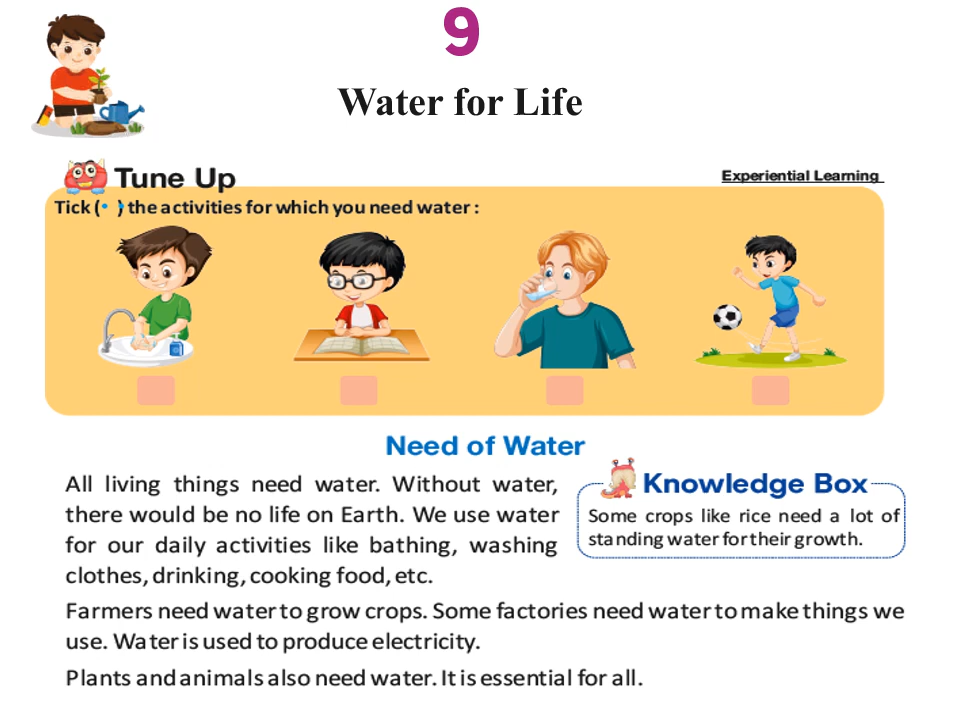 9
Water for Life
Tune Up
Experiential Learning
Tick (• •) the activities for which you need water :
Need of Water
All living things need water. Without water,
there would be no life on Earth. We use water
for our daily activities like bathing, washing
clothes, drinking, cooking food, etc.
Knowledge Box
Some crops like rice need a lot of
standing water for their growth.
Farmers need water to grow crops. Some factories need water to make things we
use. Water is used to produce electricity.
Plants and animals also need water. It is essential for all.